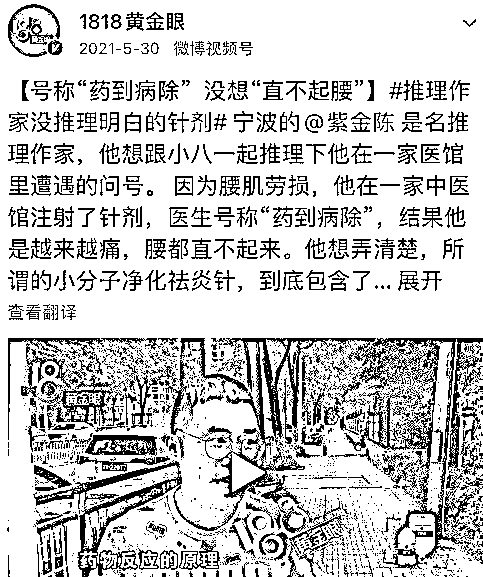 1818黄金眼
2021-5-30 微博视频号
【号称“药到病除” 没想“直不起腰”】#推理作
家没推理明白的针剂# 宁波的@紫金陈 是名推
理作家，他想跟小八一起推理下他在一家医馆
里遭遇的问号。 因为腰肌劳损，他在一家中医
馆注射了针剂，医生号称“药到病除”，结果他
是越来越痛，腰都直不起来。他想弄清楚，所
谓的小分子净化祛炎针，到底包含了... 展开
查看翻译
18
黄金眼
18
药物反应的原理